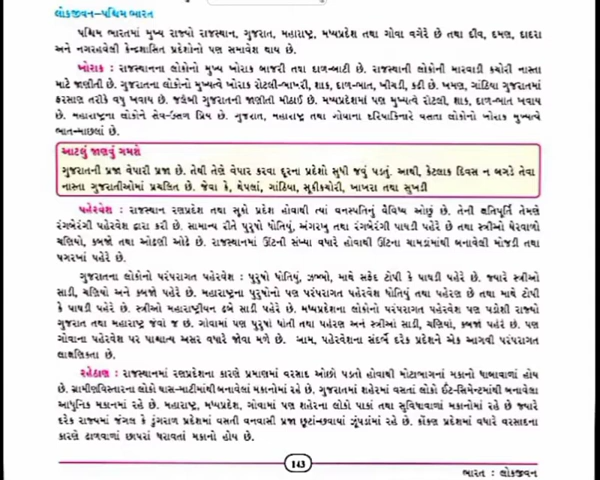 લોકજીવન-પશ્ચિમ ભારત
પશ્ચિમ ભારતમાં મુખ્ય રાજ્યો રાજસ્થાન, ગુજરાત, મહારાષ્ટ્ર, મધ્યપ્રદેશ તથા ગોવા વગેરે છે તથા દીવ, દમણ, દાદરા
અને નગરહવેલી કેન્દ્રશાસિત પ્રદેશોનો પણ સમાવેશ થાય છે.
ખોરાક : રાજસ્થાનના લોકોનો મુખ્ય ખોરાક બાજરી તથા દાળ-બાટી છે. રાજસ્થાની લોકોની મારવાડી કચોરી નાસ્તા
માટે જાણીતી છે. ગુજરાતના લોકોનો મુખ્યત્વે ખોરાક રોટલી-ભાખરી, શાક, દાળ-ભાત, ખીચડી, કઢી છે. ખમણ, ગાંઠિયા ગુજરાતમાં
ફરસાણ તરીકે વધુ ખવાય છે. જલેબી ગુજરાતની જાણીતી મીઠાઈ છે. મધ્યપ્રદેશમાં પણ મુખ્યત્વે રોટલી, શાક, દાળ-ભાત ખવાય
છે. મહારાષ્ટ્રના લોકોને સેવ-ઉસળ પ્રિય છે. ગુજરાત, મહારાષ્ટ્ર તથા ગોવાના દરિયાકિનારે વસતા લોકોનો ખોરાક મુખ્યત્વે
ભાત-માછલાં છે.
આટલું જાણવું ગમશે
ગુજરાતની પ્રજા વેપારી પ્રજા છે. તેથી તેણે વેપાર કરવા દૂરના પ્રદેશો સુધી જવું પડતું. આથી, કેટલાક દિવસ ન બગડે તેવા
નાસ્તા ગુજરાતીઓમાં પ્રચલિત છે. જેવા કે, થેપલાં, ગાંઠિયા, સૂકીકચોરી, ખાખરા તથા સુખડી
પહેરવેશ : રાજસ્થાન રણપ્રદેશ તથા સૂકો પ્રદેશ હોવાથી ત્યાં વનસ્પતિનું વૈવિધ્ય ઓછું છે. તેની ક્ષતિપૂર્તિ તેમણે
રંગબેરંગી પહેરવેશ દ્વારા કરી છે. સામાન્ય રીતે પુરુષો ધોતિયું, અંગરખુ તથા રંગબેરંગી પાઘડી પહેરે છે તથા સ્ત્રીઓ ઘેરવાળો
ચણિયો, કબજો તથા ઓઢણી ઓઢે છે. રાજસ્થાનમાં ઊંટની સંખ્યા વધારે હોવાથી ઊંટના ચામડાંમાંથી બનાવેલી મોજડી તથા
પગરખાં પહેરે છે.
ગુજરાતના લોકોનો પરંપરાગત પહેરવેશ : પુરુષો ધોતિયું, ઝભ્ભો, માથે સફેદ ટોપી કે પાઘડી પહેરે છે. જ્યારે સ્ત્રીઓ
સાડી, ચણિયો અને કબજો પહેરે છે. મહારાષ્ટ્રના પુરુષોનો પણ પરંપરાગત પહેરવેશ ધોતિયું તથા પહેરણ છે તથા માથે ટોપી
કે પાઘડી પહેરે છે. સ્ત્રીઓ મહારાષ્ટ્રીયન ઢબે સાડી પહેરે છે. મધ્યપ્રદેશના લોકોનો પરંપરાગત પહેરવેશ પણ પડોશી રાજ્યો
ગુજરાત તથા મહારાષ્ટ્ર જેવો જ છે. ગોવામાં પણ પુરુષો ધોતી તથા પહેરણ અને સ્ત્રીઓ સાડી, ચણિયો, કબજો પહેરે છે. પણ
ગોવાના પહેરવેશ પર પાશ્ચાત્ય અસર વધારે જોવા મળે છે. આમ, પહેરવેશના સંદર્ભે દરેક પ્રદેશને એક આગવી પરંપરાગત
લાક્ષણિકતા છે.
રહેઠાણ : રાજસ્થાનમાં રણપ્રદેશના કારણે પ્રમાણમાં વરસાદ ઓછો પડતો હોવાથી મોટાભાગનાં મકાનો ધાબાવાળાં હોય
છે. ગ્રામીણવિસ્તારના લોકો ઘાસ-માટીમાંથી બનાવેલાં મકાનોમાં રહે છે. ગુજરાતમાં શહેરમાં વસતાં લોકો ઈંટ-સિમેન્ટમાંથી બનાવેલા
આધુનિક મકાનમાં રહે છે. મહારાષ્ટ્ર, મધ્યપ્રદેશ, ગોવામાં પણ શહેરના લોકો પાકાં તથા સુવિધાવાળાં મકાનોમાં રહે છે જ્યારે
દરેક રાજ્યમાં જંગલ કે ડુંગરાળ પ્રદેશમાં વસતી વનવાસી પ્રજા છૂટાંછવાયાં ઝૂંપડાંમાં રહે છે. કોંકણ પ્રદેશમાં વધારે વરસાદના
કારણે ઢાળવાળાં છાપરાં ધરાવતાં મકાનો હોય છે.
143
ભારત : લોકજીવન